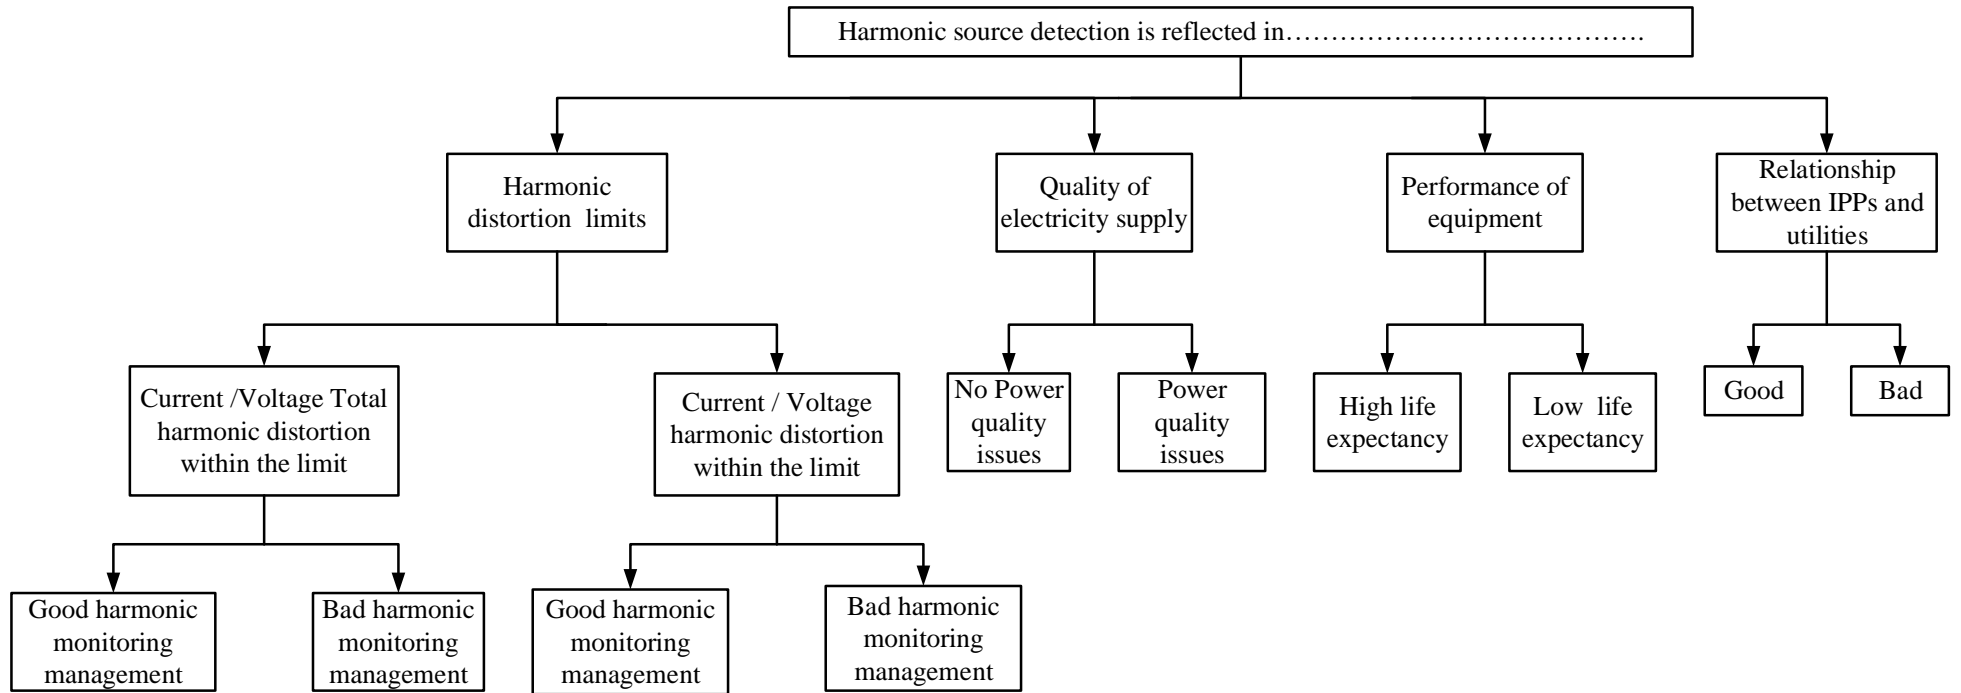 Harmonic source detection is reflected in………………………………….
Harmonic
distortion limits
Quality of
electricity supply
Performance of
equipment
Relationship
between IPPs and
utilities
Current /Voltage Total
harmonic distortion
within the limit
Current / Voltage
harmonic distortion
within the limit
No Power
quality
issues
Power
quality
issues
High life
expectancy
Low life
expectancy
Good
Bad
Good harmonic
monitoring
management
Bad harmonic
monitoring
management
Good harmonic
monitoring
management
Bad harmonic
monitoring
management